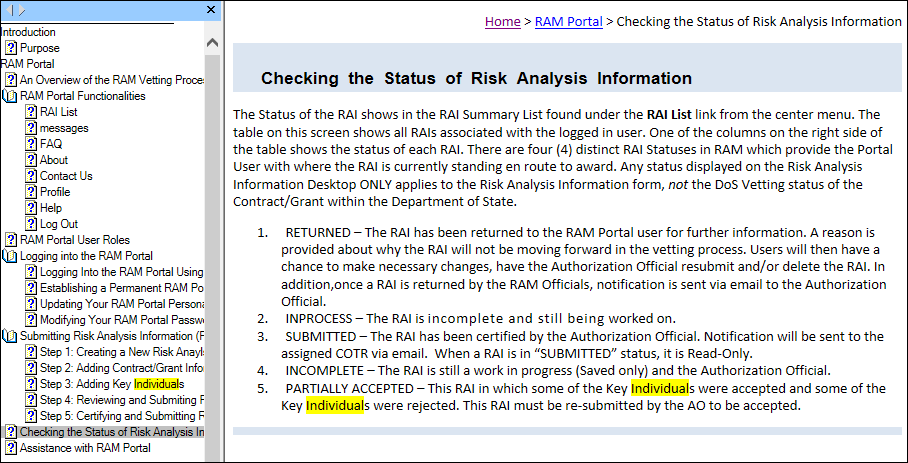 Introduction
Purpose
RAM Portal
An Overview of the RAM Vetting Proce
RAM Portal Functionalities
RAI List
messages
FAQ
About
Contact Us
Profile
Help
Log Out
RAM Portal User Roles
Logging into the RAM Portal
Logging Into the RAM Portal Using
Establishing a Permanent RAM Po
Updating Your RAM Portal Persona
Modifying Your RAM Portal Passw
Submitting Risk Analysis Information (F
Step 1: Creating a New Risk Anayl
Step 2: Adding Contract/Grant Info
Step 3: Adding Key Individuals
Step 4: Reviewing and Submiting F
Step 5: Certifying and Submitting R
Checking the Status of Risk Analysis In
Assistance with RAM Portal
Home > RAM Portal > Checking the Status of Risk Analysis Information
Checking the Status of Risk Analysis Information
The Status of the RAI shows in the RAI Summary List found under the RAI List link from the center menu. The
table on this screen shows all RAIs associated with the logged in user. One of the columns on the right side of
the table shows the status of each RAI. There are four (4) distinct RAI Statuses in RAM which provide the Portal
User with where the RAI is currently standing en route to award. Any status displayed on the Risk Analysis
Information Desktop ONLY applies to the Risk Analysis Information form, not the DoS Vetting status of the
Contract/Grant within the Department of State.
1. RETURNED – The RAI has been returned to the RAM Portal user for further information. A reason is
provided about why the RAI will not be moving forward in the vetting process. Users will then have a
chance to make necessary changes, have the Authorization Official resubmit and/or delete the RAI. In
addition,once a RAI is returned by the RAM Officials, notification is sent via email to the Authorization
Official.
2. INPROCESS – The RAI is incomplete and still being worked on.
3. SUBMITTED – The RAI has been certified by the Authorization Official. Notification will be sent to the
assigned COTR via email. When a RAI is in “SUBMITTED” status, it is Read-Only.
4. INCOMPLETE – The RAI is still a work in progress (Saved only) and the Authorization Official.
5. PARTIALLY ACCEPTED – This RAI in which some of the Key Individuals were accepted and some of the
Key Individuals were rejected. This RAI must be re-submitted by the AO to be accepted.